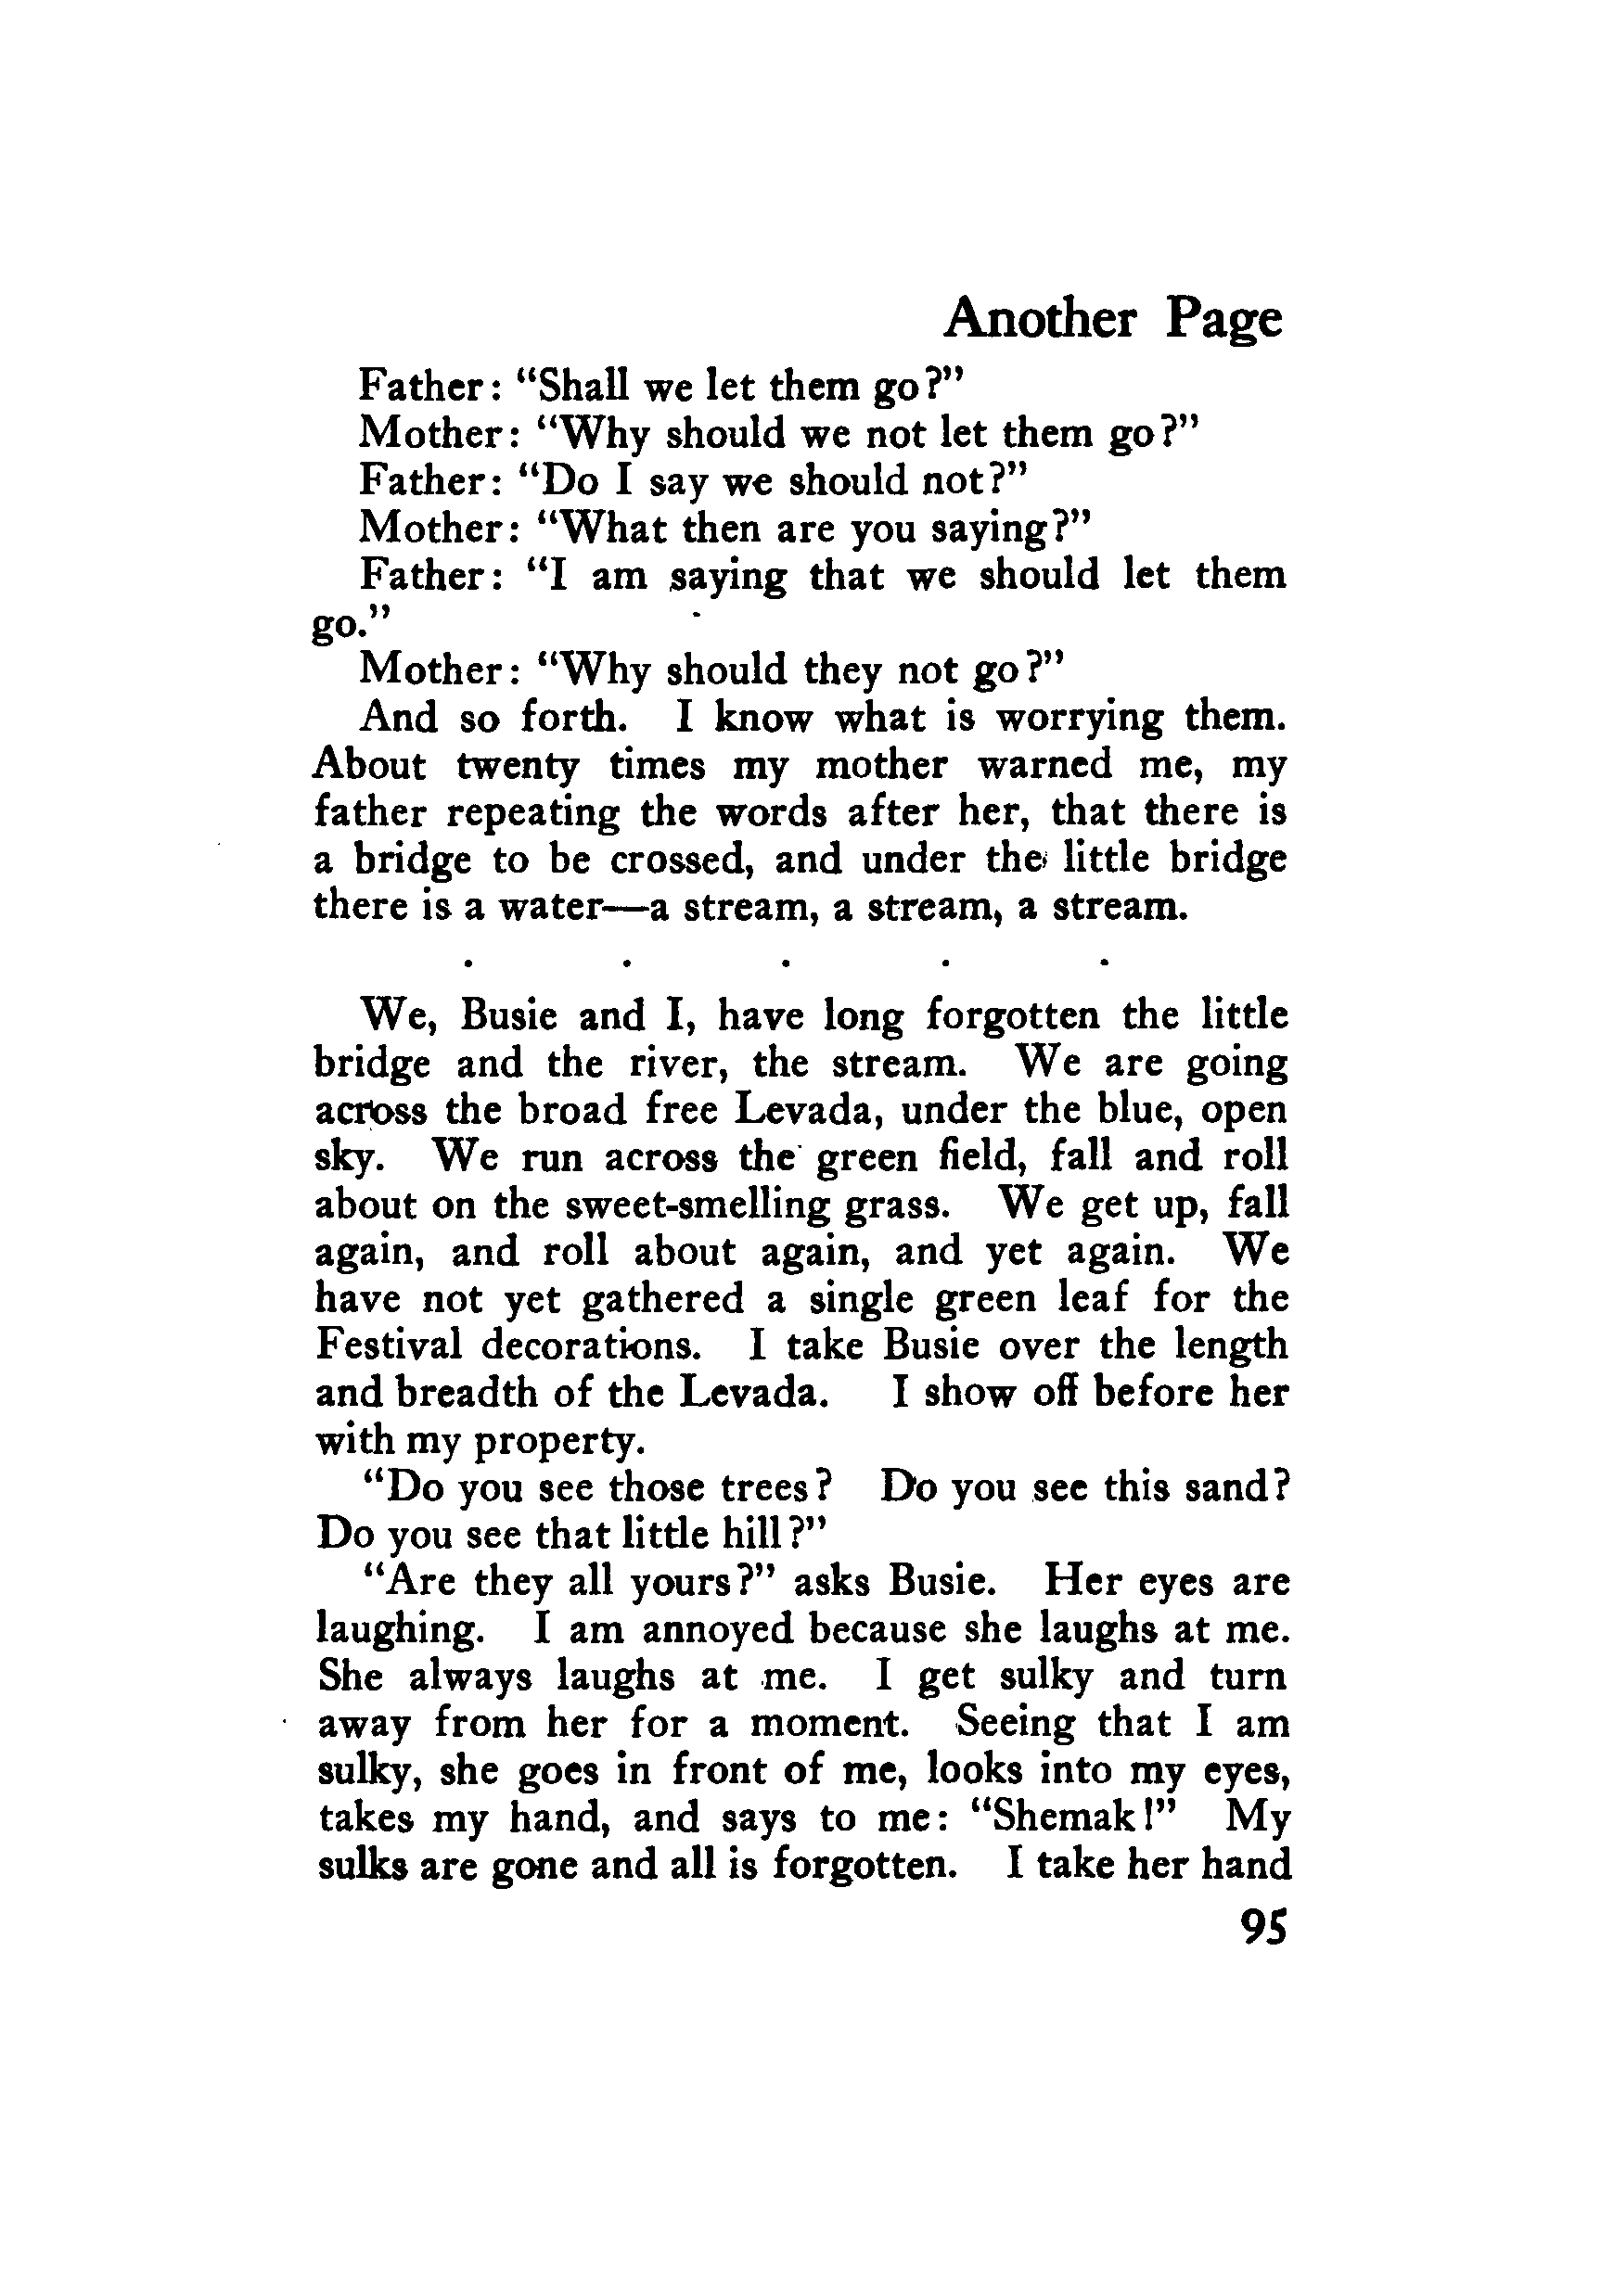 Another Page
Father: "Shall we let them go?"
Mother: "Why should we not let them go?"
Father: "Do I say we should not?"
Mother: "What then are you saying?"
Father: "I am saying that we should let them
go."
Mother: "Why should they not go?"
And so forth. I know what is worrying them.
About twenty times my mother warned me, my
father repeating the words after her, that there is
a bridge to be crossed, and under the little bridge
there is a water—a stream, a stream, a stream.
. . . . .
We, Busie and I, have long forgotten the little
bridge and the river, the stream. We are going
across the broad free Levada, under the blue, open
sky. We run across the green field, fall and roll
about on the sweet-smelling grass. We get up, fall
again, and roll about again, and yet again. We
have not yet gathered a single green leaf for the
Festival decorations. I take Busie over the length
and breadth of the Levada. I show off before her
with my property.
"Do you see those trees? Do you see this sand?
Do you see that little hill?"
"Are they all yours?" asks Busie. Her eyes are
laughing. I am annoyed because she laughs at me.
She always laughs at me. I get sulky and turn
away from her for a moment. Seeing that I am
sulky, she goes in front of me, looks into my eyes,
takes my hand, and says to me: "Shemak!" My
sulks are gone and all is forgotten. I take her hand
95